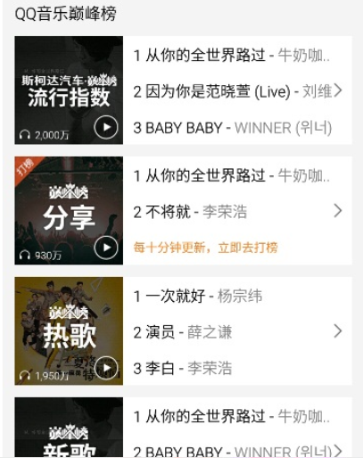 QQ音乐巅峰榜
斯柯达汽车·巅峰榜
流行指数
2,000万
1 从你的全世界路过 - 牛奶咖..
2 因为你是范晓萱 (Live) - 刘维
3 BABY BABY - WINNER (위너)
打榜
巅峰榜
分享
930万
1 从你的全世界路过 - 牛奶咖..
2 不将就 - 李荣浩
每十分钟更新，立即去打榜
巅峰榜
热歌
1,950万
1 一次就好 - 杨宗纬
2 演员 - 薛之谦
3 李白 - 李荣浩
巅峰榜
新歌
1 从你的全世界路过 - 牛奶咖..
2 BABY BABY - WINNER (위너)